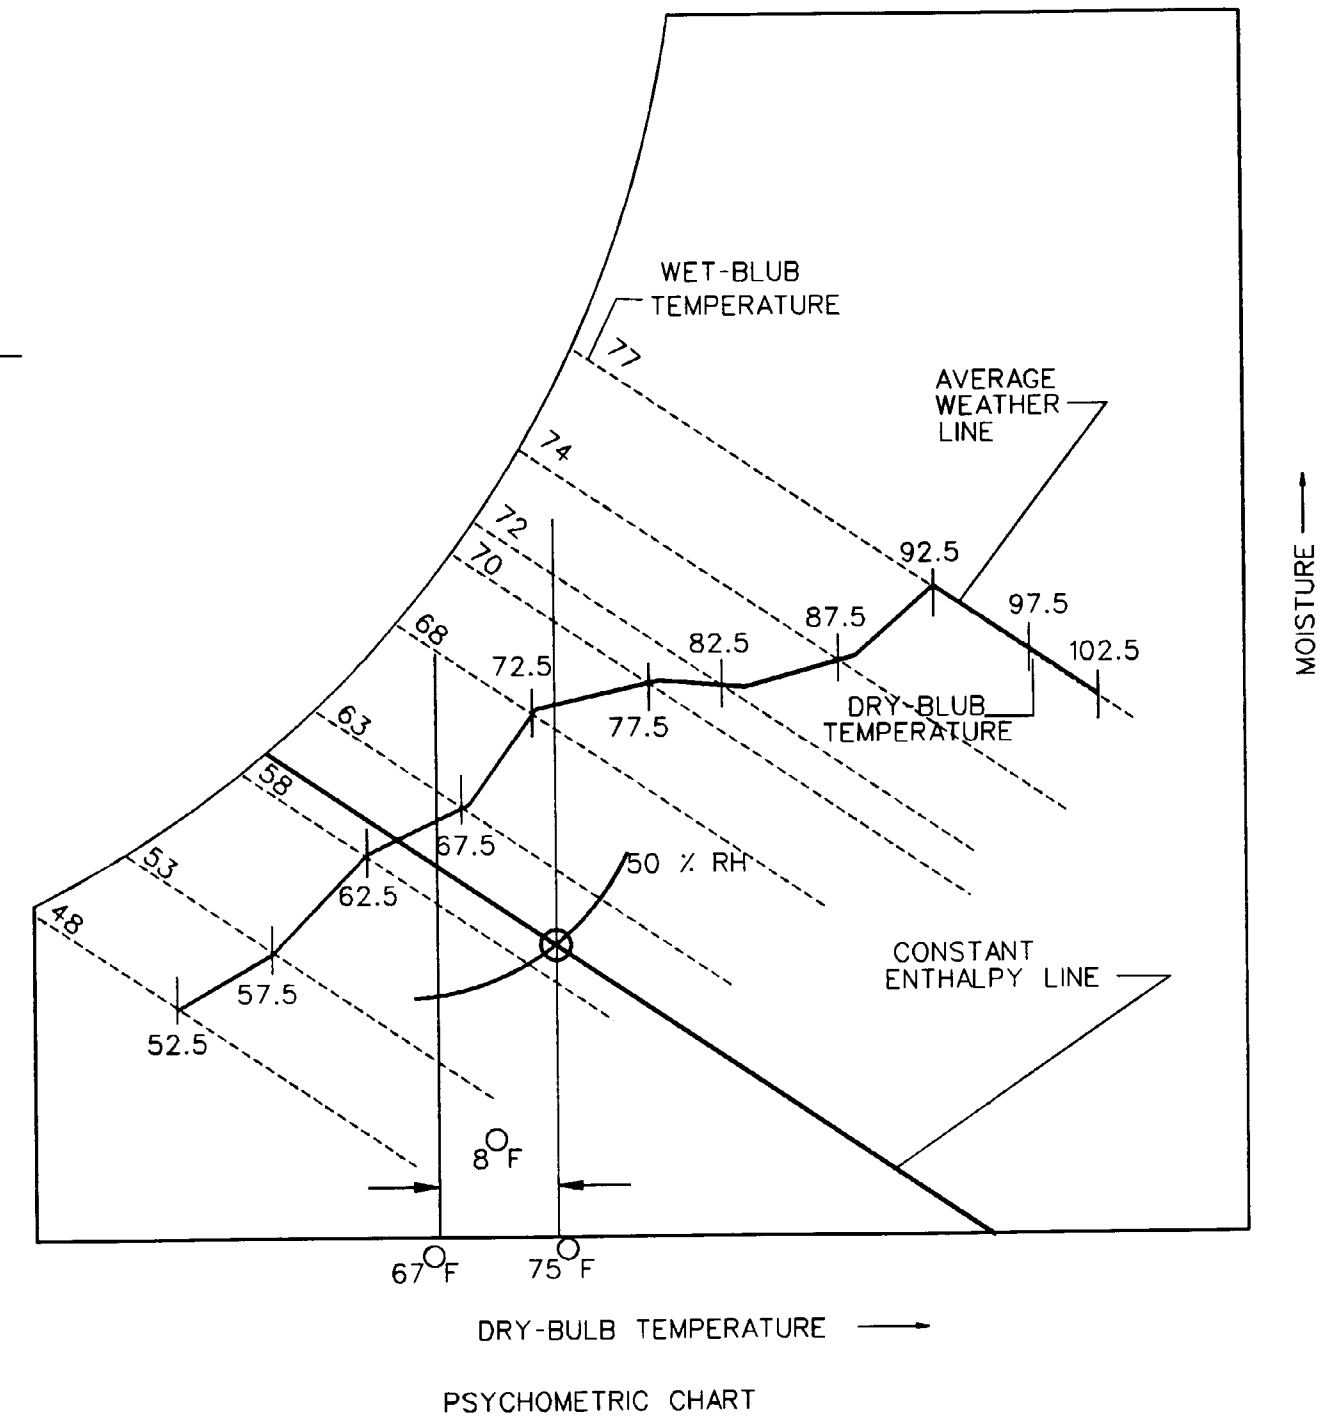 WET-BLUB
TEMPERATURE
77
AVERAGE
WEATHER
LINE
74
72
70
92.5
97.5
87.5
68
82.5
102.5
72.5
DRY-BLUB
77.5
TEMPERATURE
63
MOISTURE
58
67.5
50 % RH
53
62.5
48
CONSTANT
ENTHALPY LINE
57.5
52.5
8°F
67°F
75°F
DRY-BULB TEMPERATURE
PSYCHOMETRIC CHART